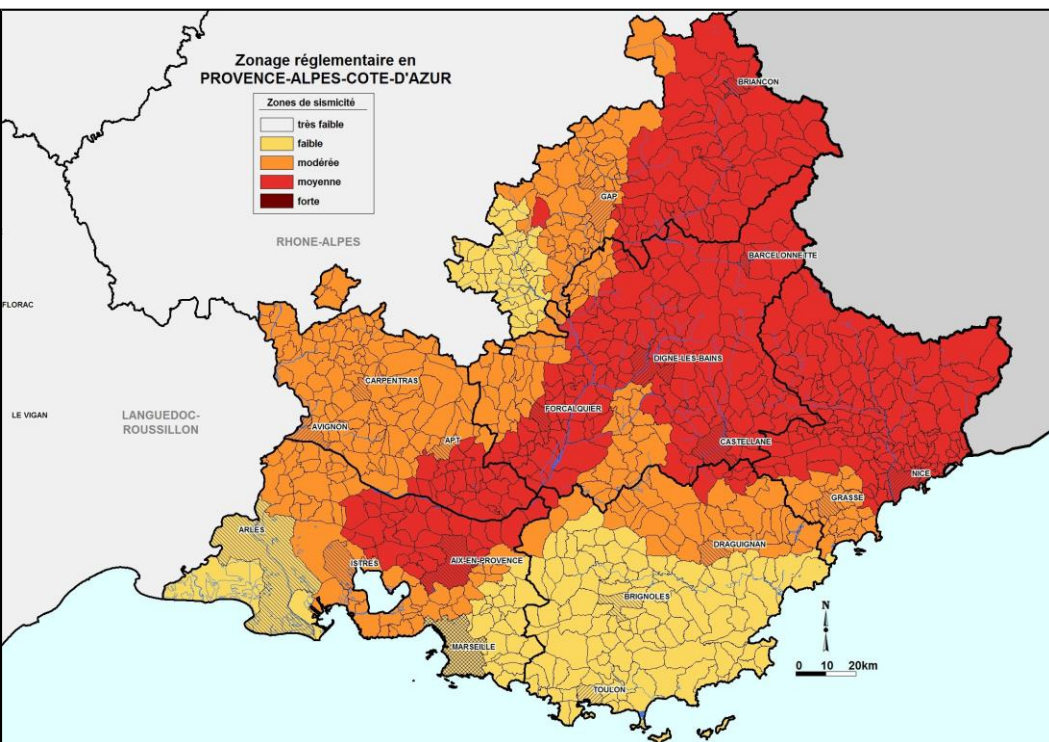 Zonage réglementaire en
PROVENCE-ALPES-COTE-D'AZUR
Zones de sismicité
très faible
faible
modérée
moyenne
forte
BRIANCON
GAP
RHONE-ALPES
BARCELONNETTE
FLORAC
DIGNE-LES-BAINS
CARPENTRAS
FORCALQUIER
LE VIGAN
LANGUEDOC-
ROUSSILLON
AVIGNON
APT
CASTELLANE
NICE
GRASSE
ARLES
DRAGUIGNAN
ISTRES
AIX-EN-PROVENCE
BRIGNOLES
N
MARSEILLE
0 10 20km
TOULON